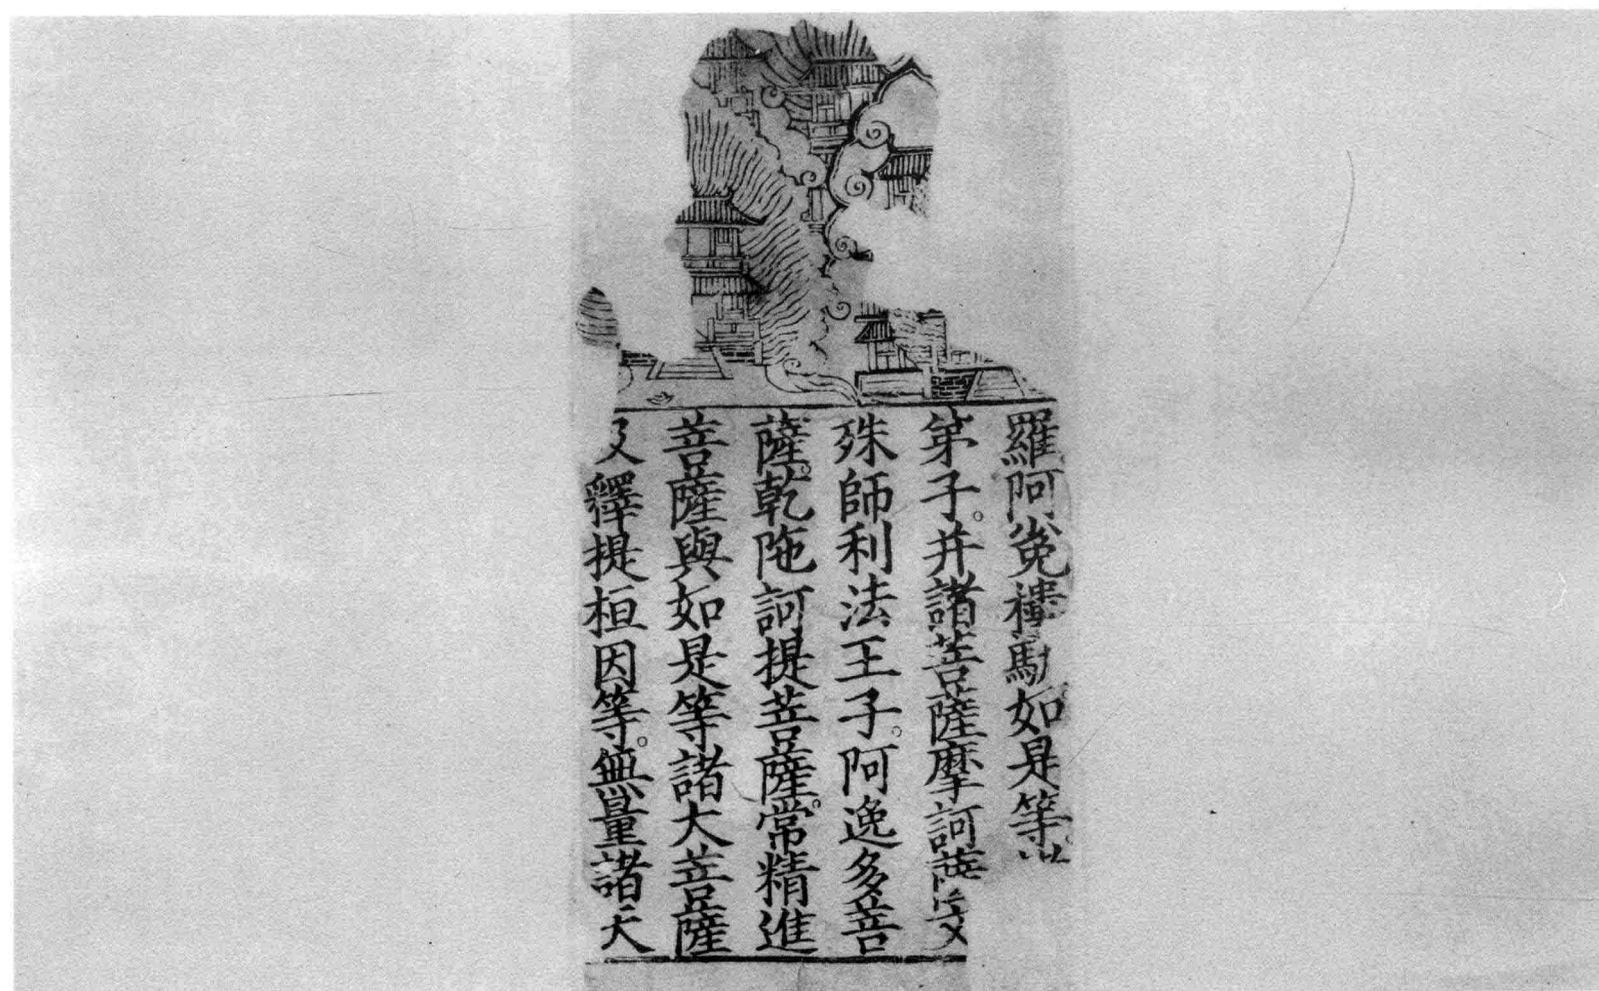 羅阿㝹樓馱如是等
弟子。并諸菩薩摩訶薩文
殊師利法王子。阿逸多菩
薩。乾陁訶提菩薩。常精進
菩薩與如是等諸大菩薩
及釋提桓因等。無量諸天